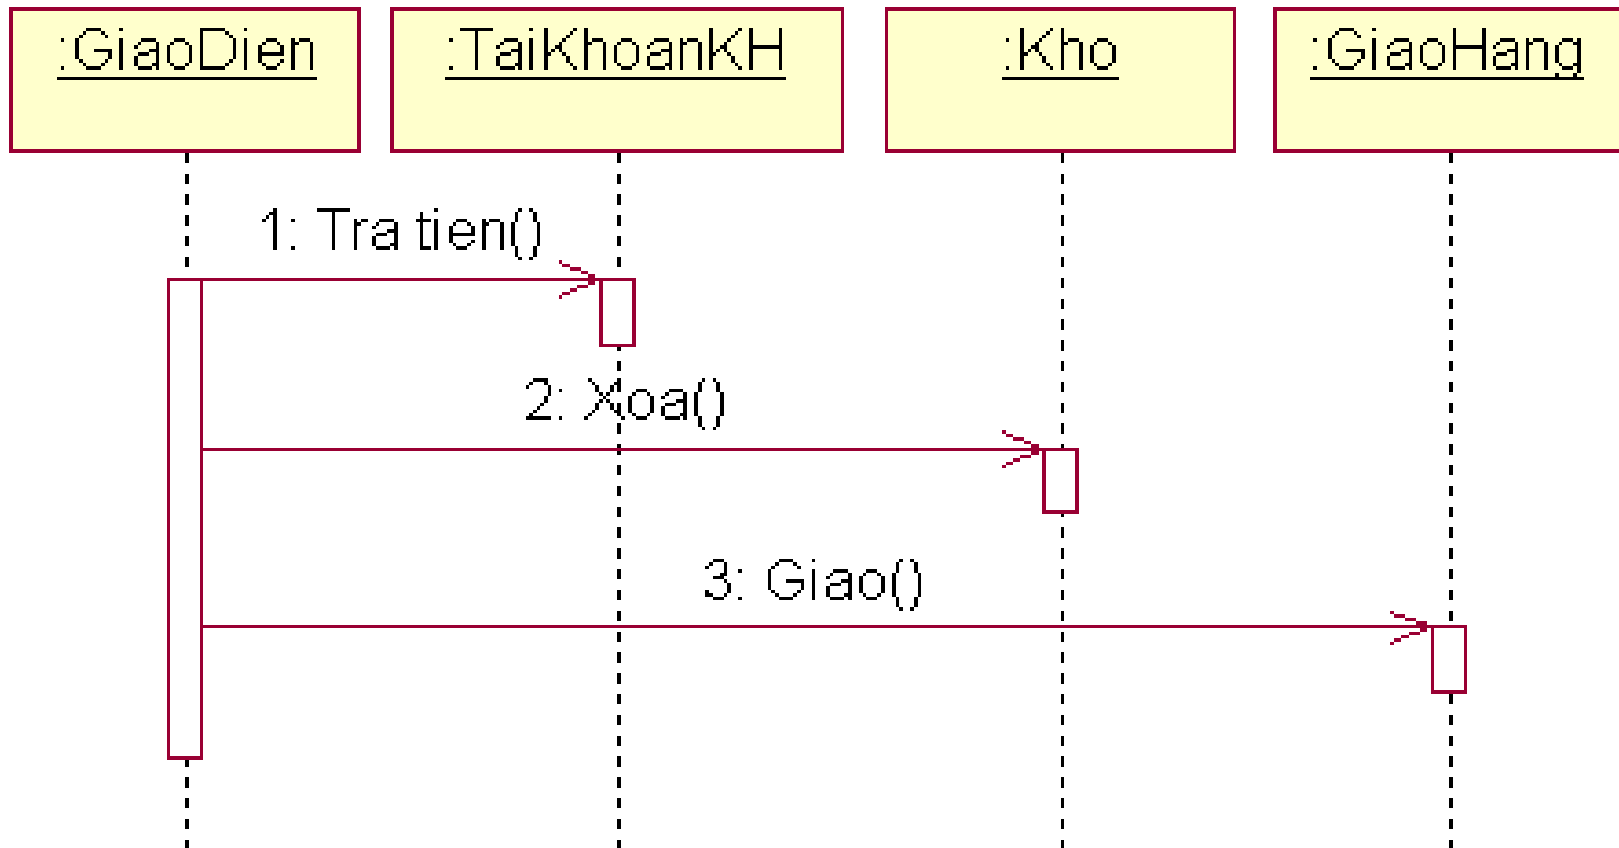 :GiaoDien
:TaiKhoanKH
:Kho
:GiaoHang
1: Tra tien()
2: Xoa()
3: Giao()